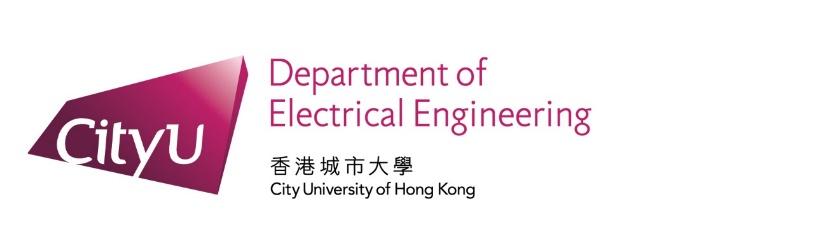 CityU
Department of
Electrical Engineering
香港城市大學
City University of Hong Kong